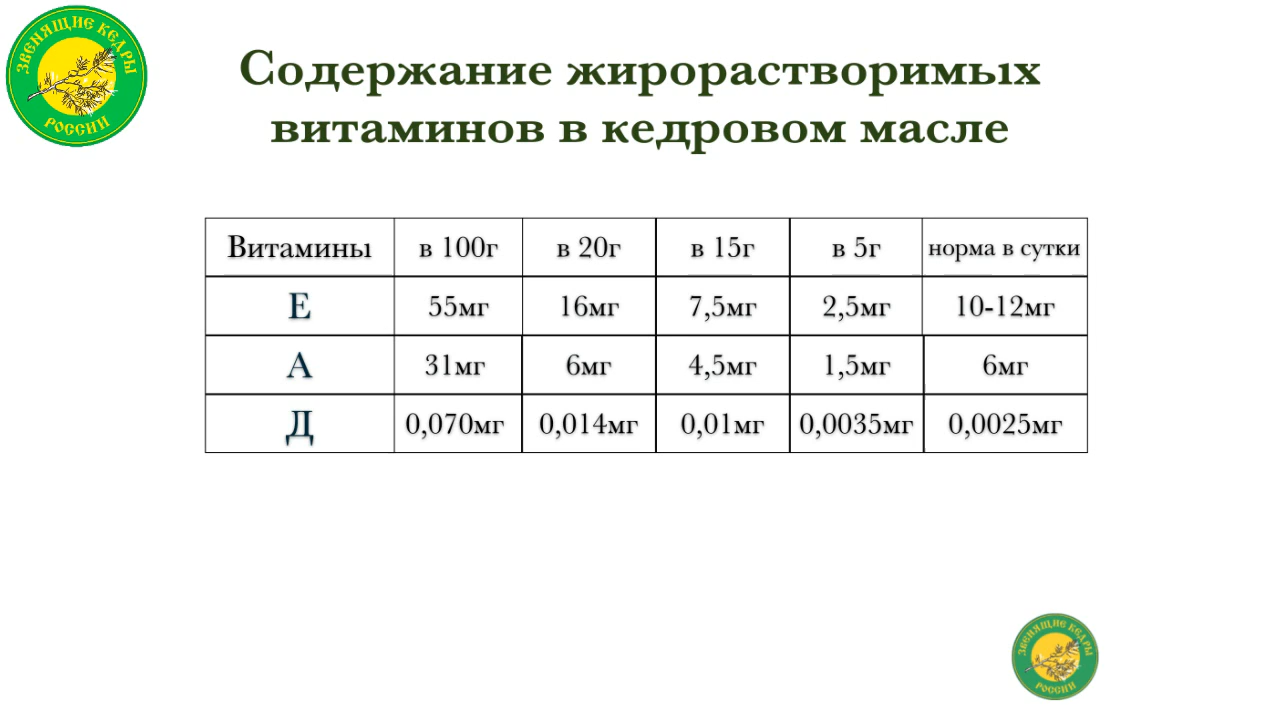 ЗВЕНЯЩИЕ КЕДРЫ
РОССИИ
Содержание жирорастворимых
витаминов в кедровом масле
Витамины в 100г в 20г в 15г в 5г норма в сутки
Е 55мг 16мг 7,5мг 2,5мг 10-12мг
А 31мг 6мг 4,5мг 1,5мг 6мг
Д 0,070мг 0,014мг 0,01мг 0,0035мг 0,0025мг
ЗВЕНЯЩИЕ КЕДРЫ
РОССИИ